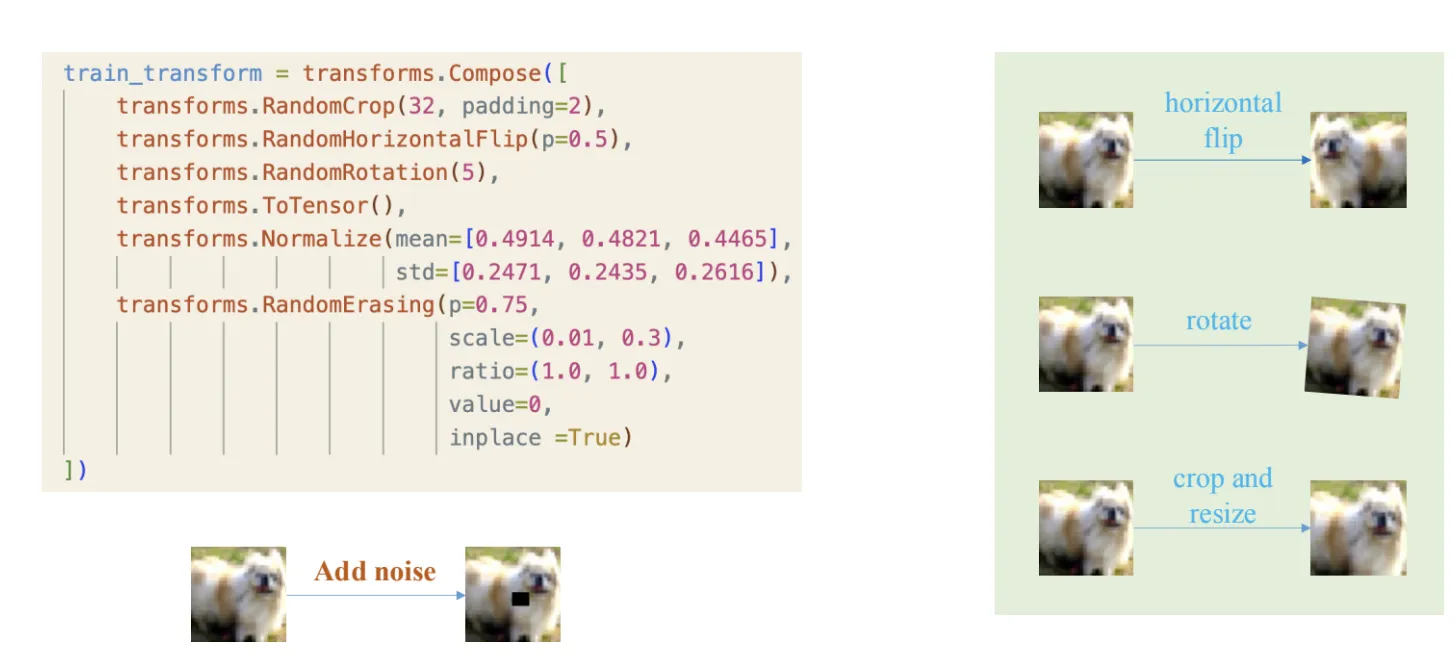 train_transform = transforms.Compose([
    transforms.RandomCrop(32, padding=2),
    transforms.RandomHorizontalFlip(p=0.5),
    transforms.RandomRotation(5),
    transforms.ToTensor(),
    transforms.Normalize(mean=[0.4914, 0.4821, 0.4465],
                         std=[0.2471, 0.2435, 0.2616]),
    transforms.RandomErasing(p=0.75,
                             scale=(0.01, 0.3),
                             ratio=(1.0, 1.0),
                             value=0,
                             inplace =True)
])
Add noise
horizontal
flip
rotate
crop and
resize